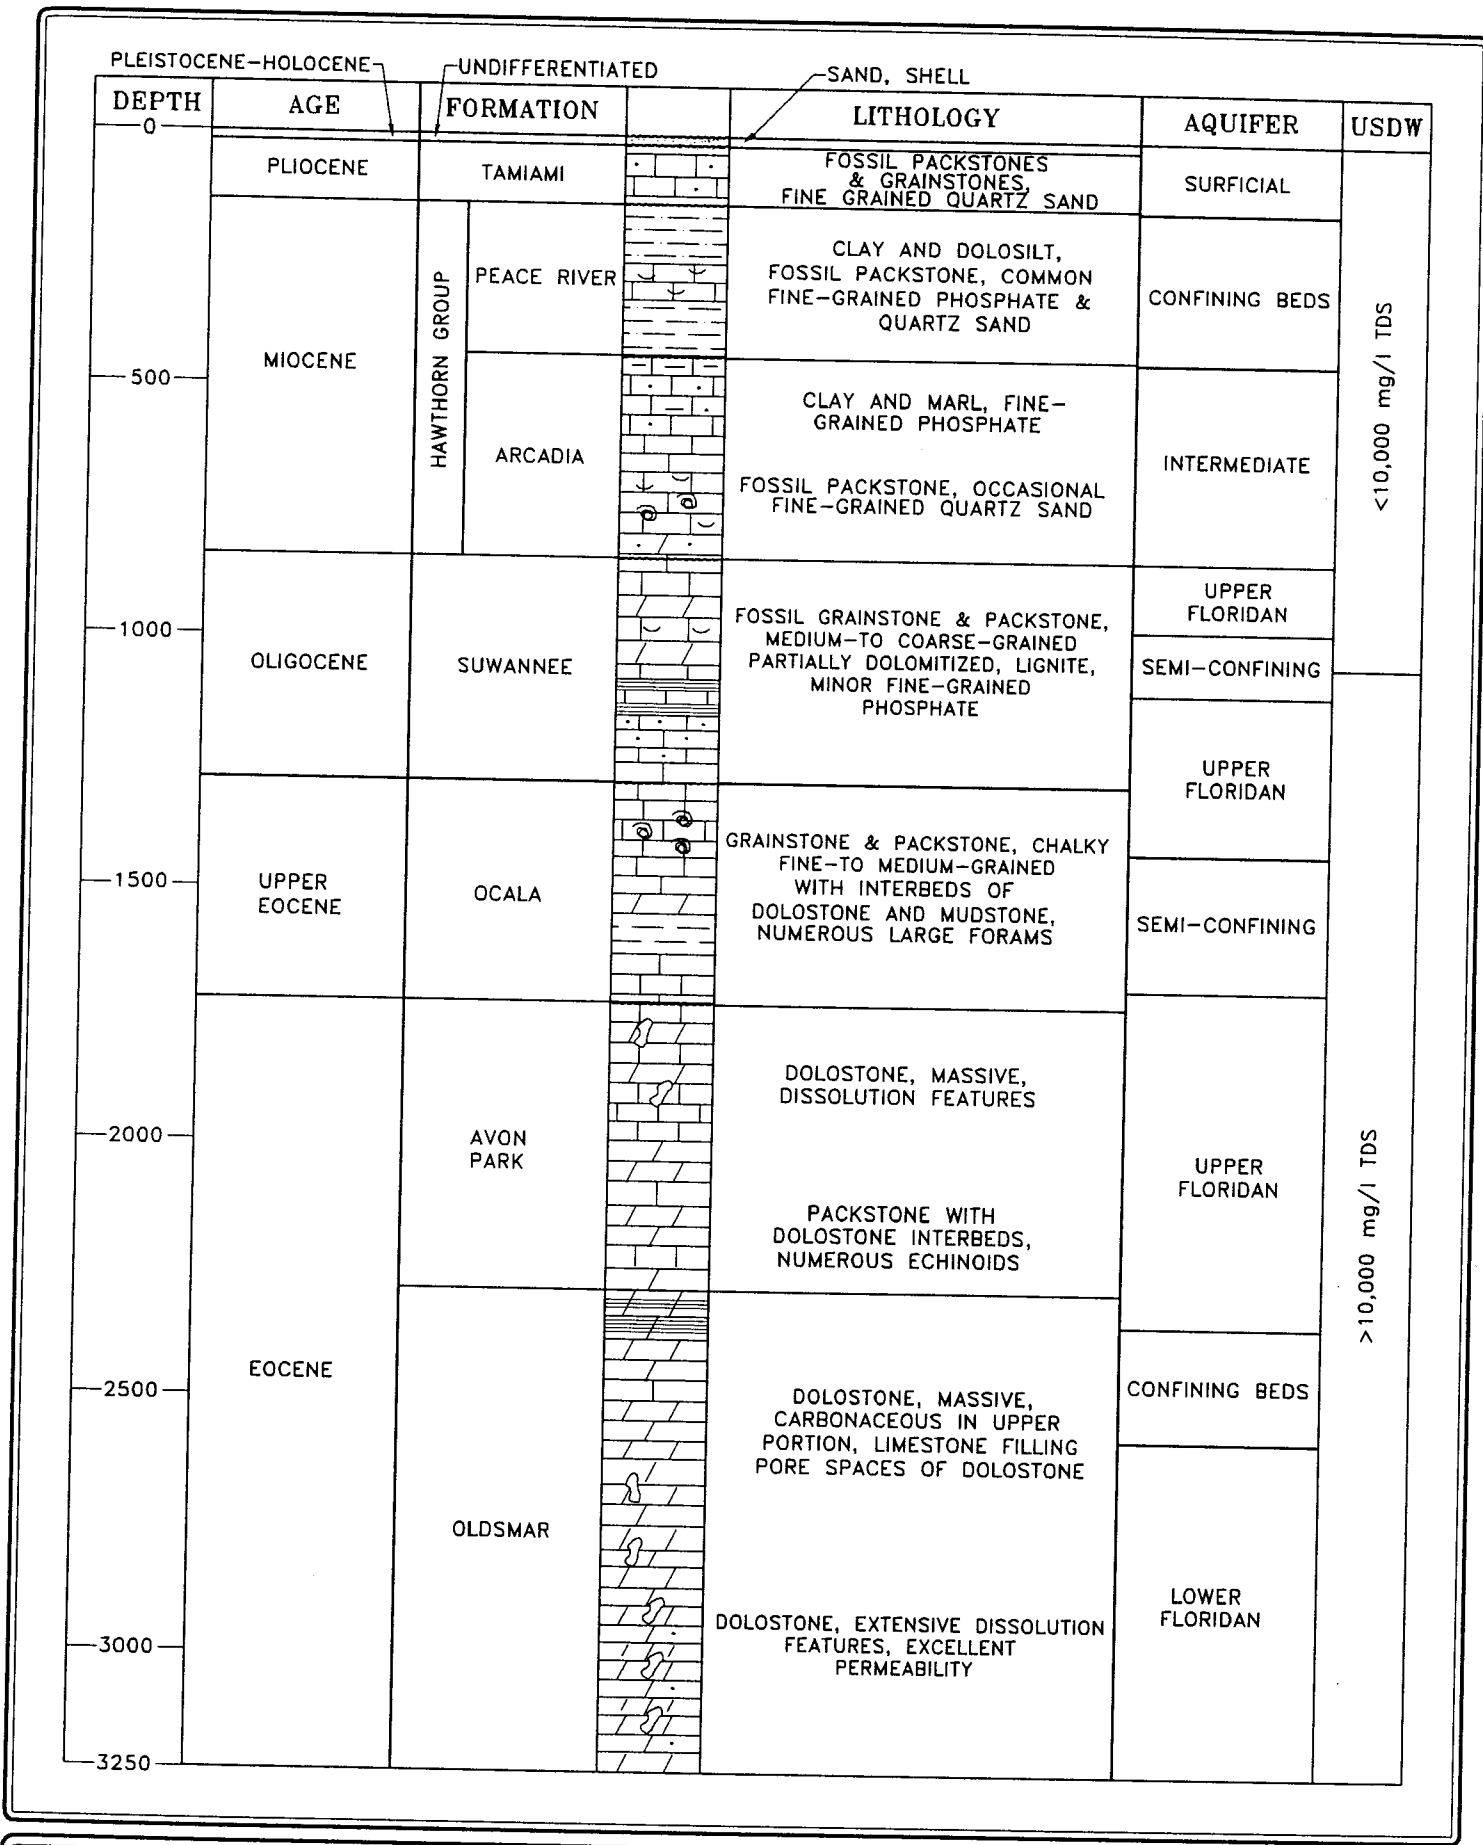 PLEISTOCENE-HOLOCENE
UNDIFFERENTIATED
SAND, SHELL
DEPTH
AGE
FORMATION
LITHOLOGY
AQUIFER
USDW
0
PLIOCENE
TAMIAMI
FOSSIL PACKSTONES
& GRAINSTONES,
FINE GRAINED QUARTZ SAND
SURFICIAL
MIOCENE
HAWTHORN GROUP
PEACE RIVER
CLAY AND DOLOSILT,
FOSSIL PACKSTONE, COMMON
FINE-GRAINED PHOSPHATE &
QUARTZ SAND
CONFINING BEDS
<10,000 mg/l TDS
500
ARCADIA
CLAY AND MARL, FINE-
GRAINED PHOSPHATE
FOSSIL PACKSTONE, OCCASIONAL
FINE-GRAINED QUARTZ SAND
INTERMEDIATE
1000
OLIGOCENE
SUWANNEE
FOSSIL GRAINSTONE & PACKSTONE,
MEDIUM-TO COARSE-GRAINED
PARTIALLY DOLOMITIZED, LIGNITE,
MINOR FINE-GRAINED
PHOSPHATE
UPPER
FLORIDAN
SEMI-CONFINING
UPPER
FLORIDAN
1500
UPPER
EOCENE
OCALA
GRAINSTONE & PACKSTONE, CHALKY
FINE-TO MEDIUM-GRAINED
WITH INTERBEDS OF
DOLOSTONE AND MUDSTONE,
NUMEROUS LARGE FORAMS
SEMI-CONFINING
2000
AVON
PARK
DOLOSTONE, MASSIVE,
DISSOLUTION FEATURES
PACKSTONE WITH
DOLOSTONE INTERBEDS,
NUMEROUS ECHINOIDS
UPPER
FLORIDAN
>10,000 mg/l TDS
EOCENE
2500
OLDSMAR
DOLOSTONE, MASSIVE,
CARBONACEOUS IN UPPER
PORTION, LIMESTONE FILLING
PORE SPACES OF DOLOSTONE
CONFINING BEDS
3000
DOLOSTONE, EXTENSIVE DISSOLUTION
FEATURES, EXCELLENT
PERMEABILITY
LOWER
FLORIDAN
3250